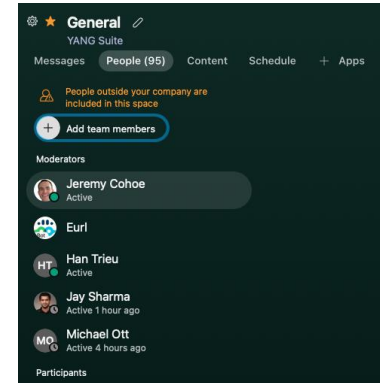 General
YANG Suite
Messages People (95) Content Schedule + Apps
People outside your company are
included in this space
+ Add team members
Moderators
Jeremy Cohoe
Active
Eurl
HT Han Trieu
Active
Jay Sharma
Active 1 hour ago
MO Michael Ott
Active 4 hours ago
Participants